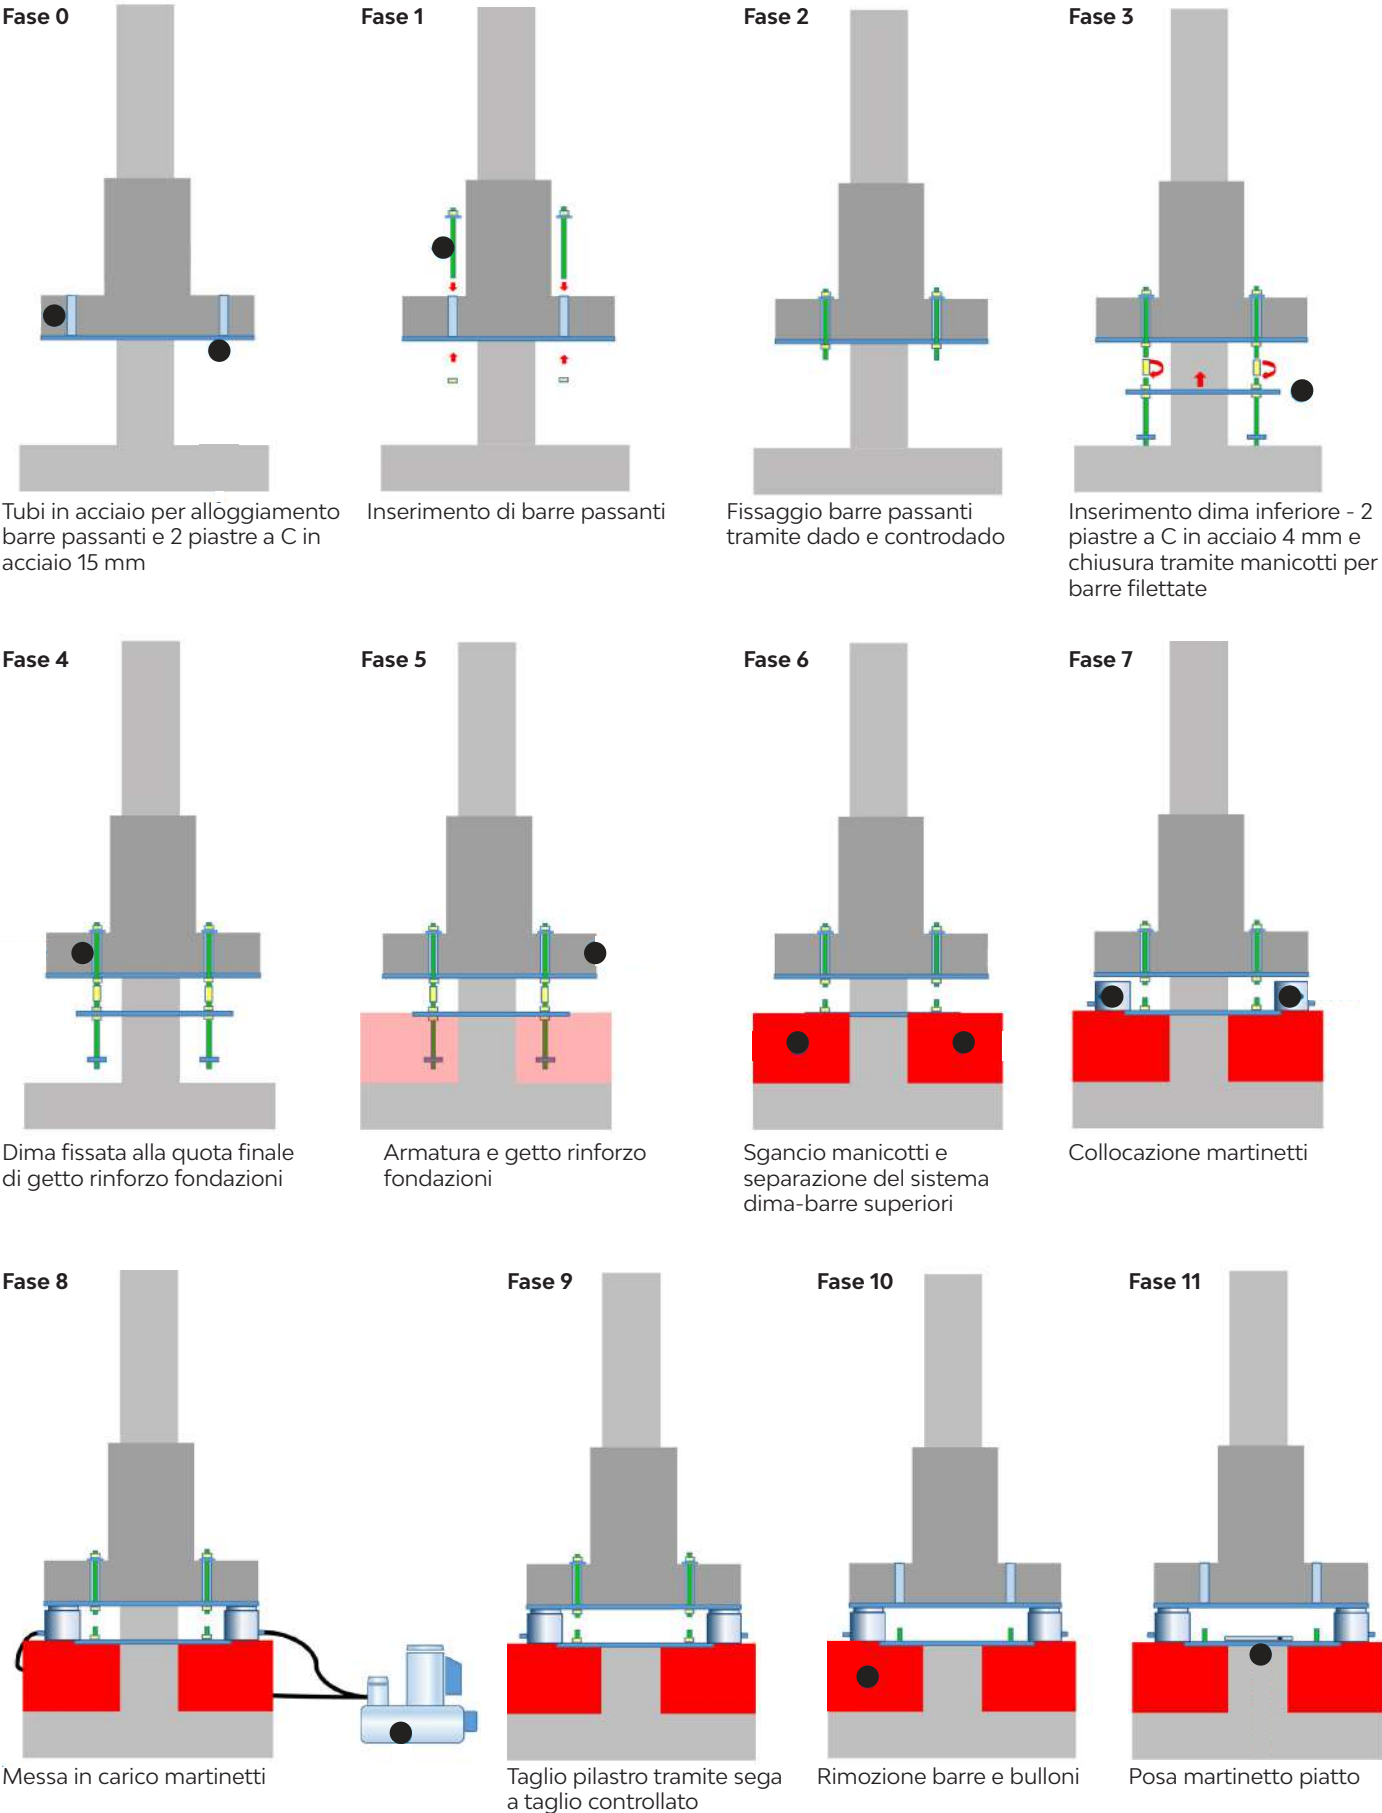 Fase 0
Fase 1
Fase 2
Fase 3
Tubi in acciaio per alloggiamento
barre passanti e 2 piastre a C in
acciaio 15 mm
Inserimento di barre passanti
Fissaggio barre passanti
tramite dado e controdado
Inserimento dima inferiore - 2
piastre a C in acciaio 4 mm e
chiusura tramite manicotti per
barre filettate
Fase 4
Fase 5
Fase 6
Fase 7
Dima fissata alla quota finale
di getto rinforzo fondazioni
Armatura e getto rinforzo
fondazioni
Sgancio manicotti e
separazione del sistema
dima-barre superiori
Collocazione martinetti
Fase 8
Fase 9
Fase 10
Fase 11
Messa in carico martinetti
Taglio pilastro tramite sega
a taglio controllato
Rimozione barre e bulloni
Posa martinetto piatto